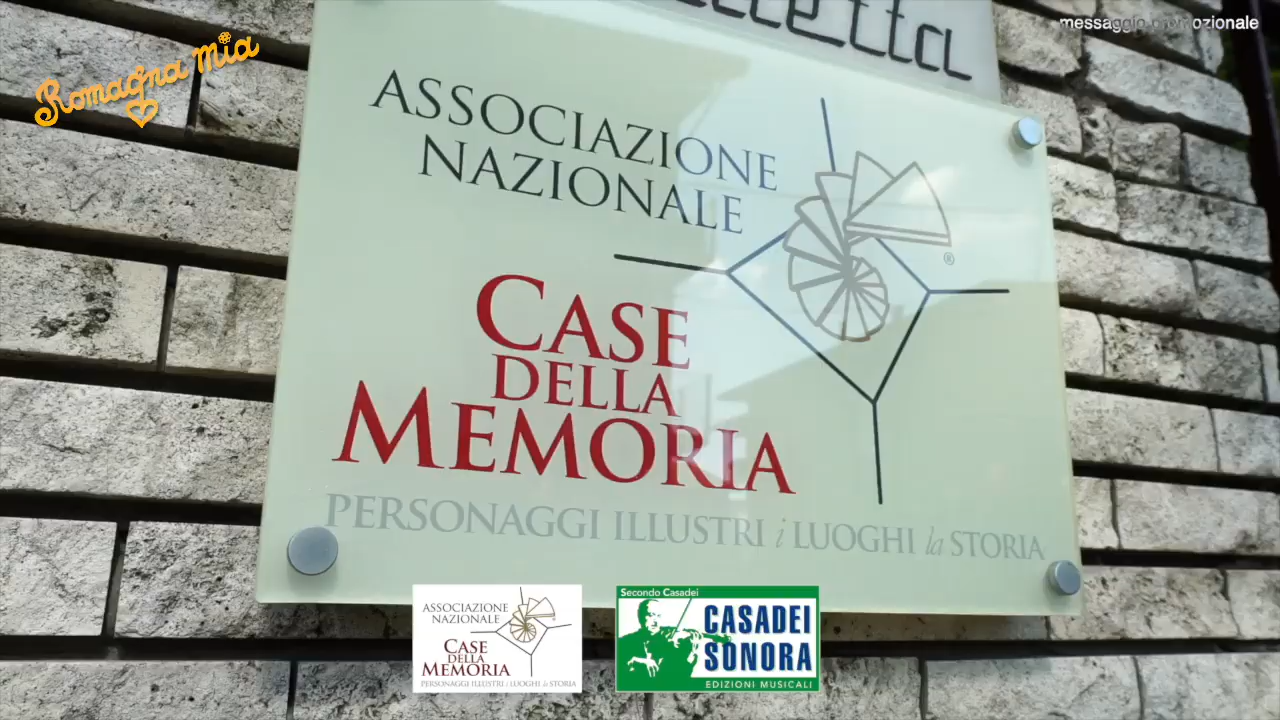 messaggio promozionale
Romagna mia
ASSOCIAZIONE
NAZIONALE
®
CASE
DELLA
MEMORIA
PERSONAGGI ILLUSTRI i LUOGHI la STORIA
ASSOCIAZIONE
NAZIONALE
CASE
DELLA
MEMORIA
PERSONAGGI ILLUSTRI i LUOGHI la STORIA
Secondo Casadei
CASADEI
SONORA
EDIZIONI MUSICALI